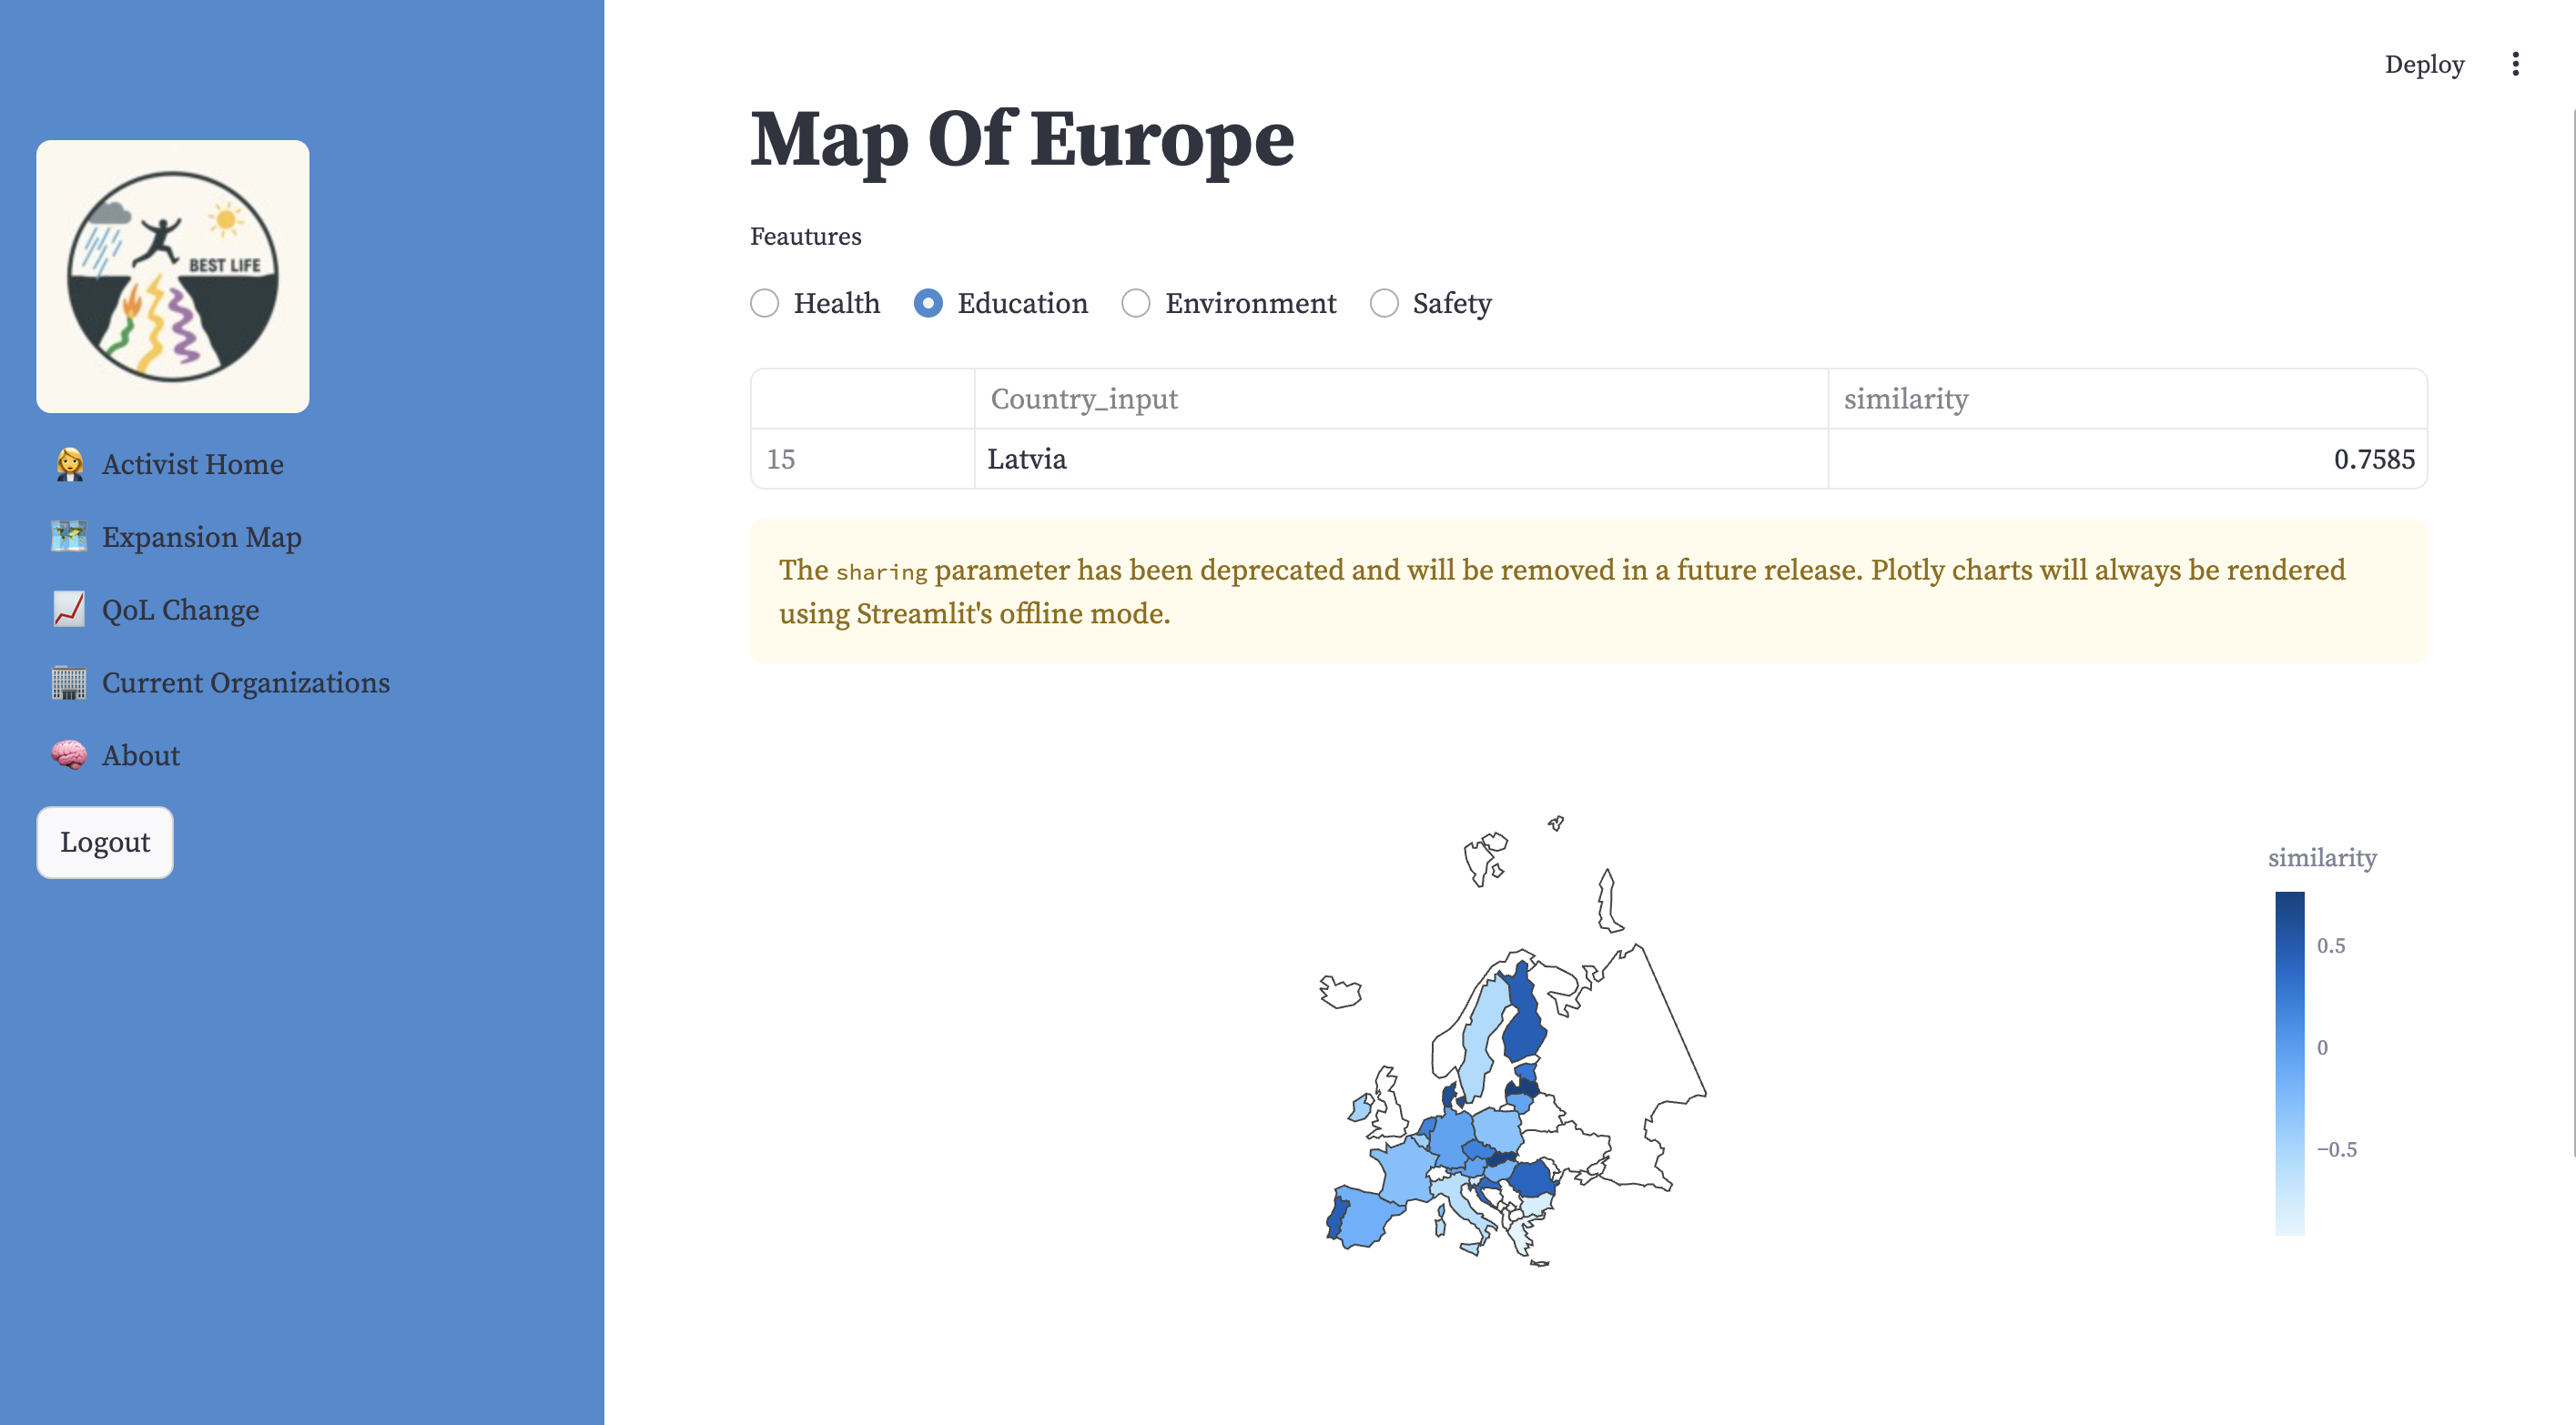 Deploy
Map Of Europe
BEST LIFE
Feautures
Health Education Environment Safety
Country_input similarity
15 Latvia 0.7585
The sharing parameter has been deprecated and will be removed in a future release. Plotly charts will always be rendered
using Streamlit's offline mode.
Activist Home
Expansion Map
QoL Change
Current Organizations
About
Logout
similarity
0.5
0
−0.5